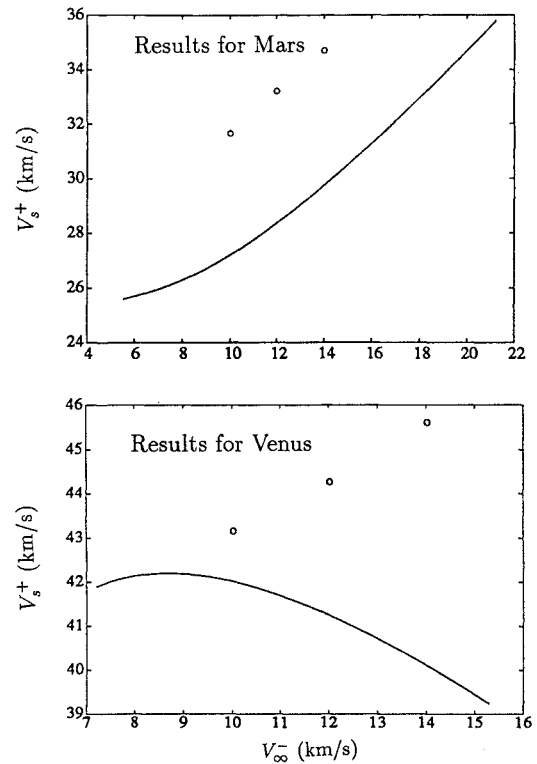 36
34
32
30
28
26
24
Results for Mars
V_s^+ (km/s)
4 6 8 10 12 14 16 18 20 22
46
45
44
43
42
41
40
39
Results for Venus
V_s^+ (km/s)
7 8 9 10 11 12 13 14 15 16
V_∞^- (km/s)